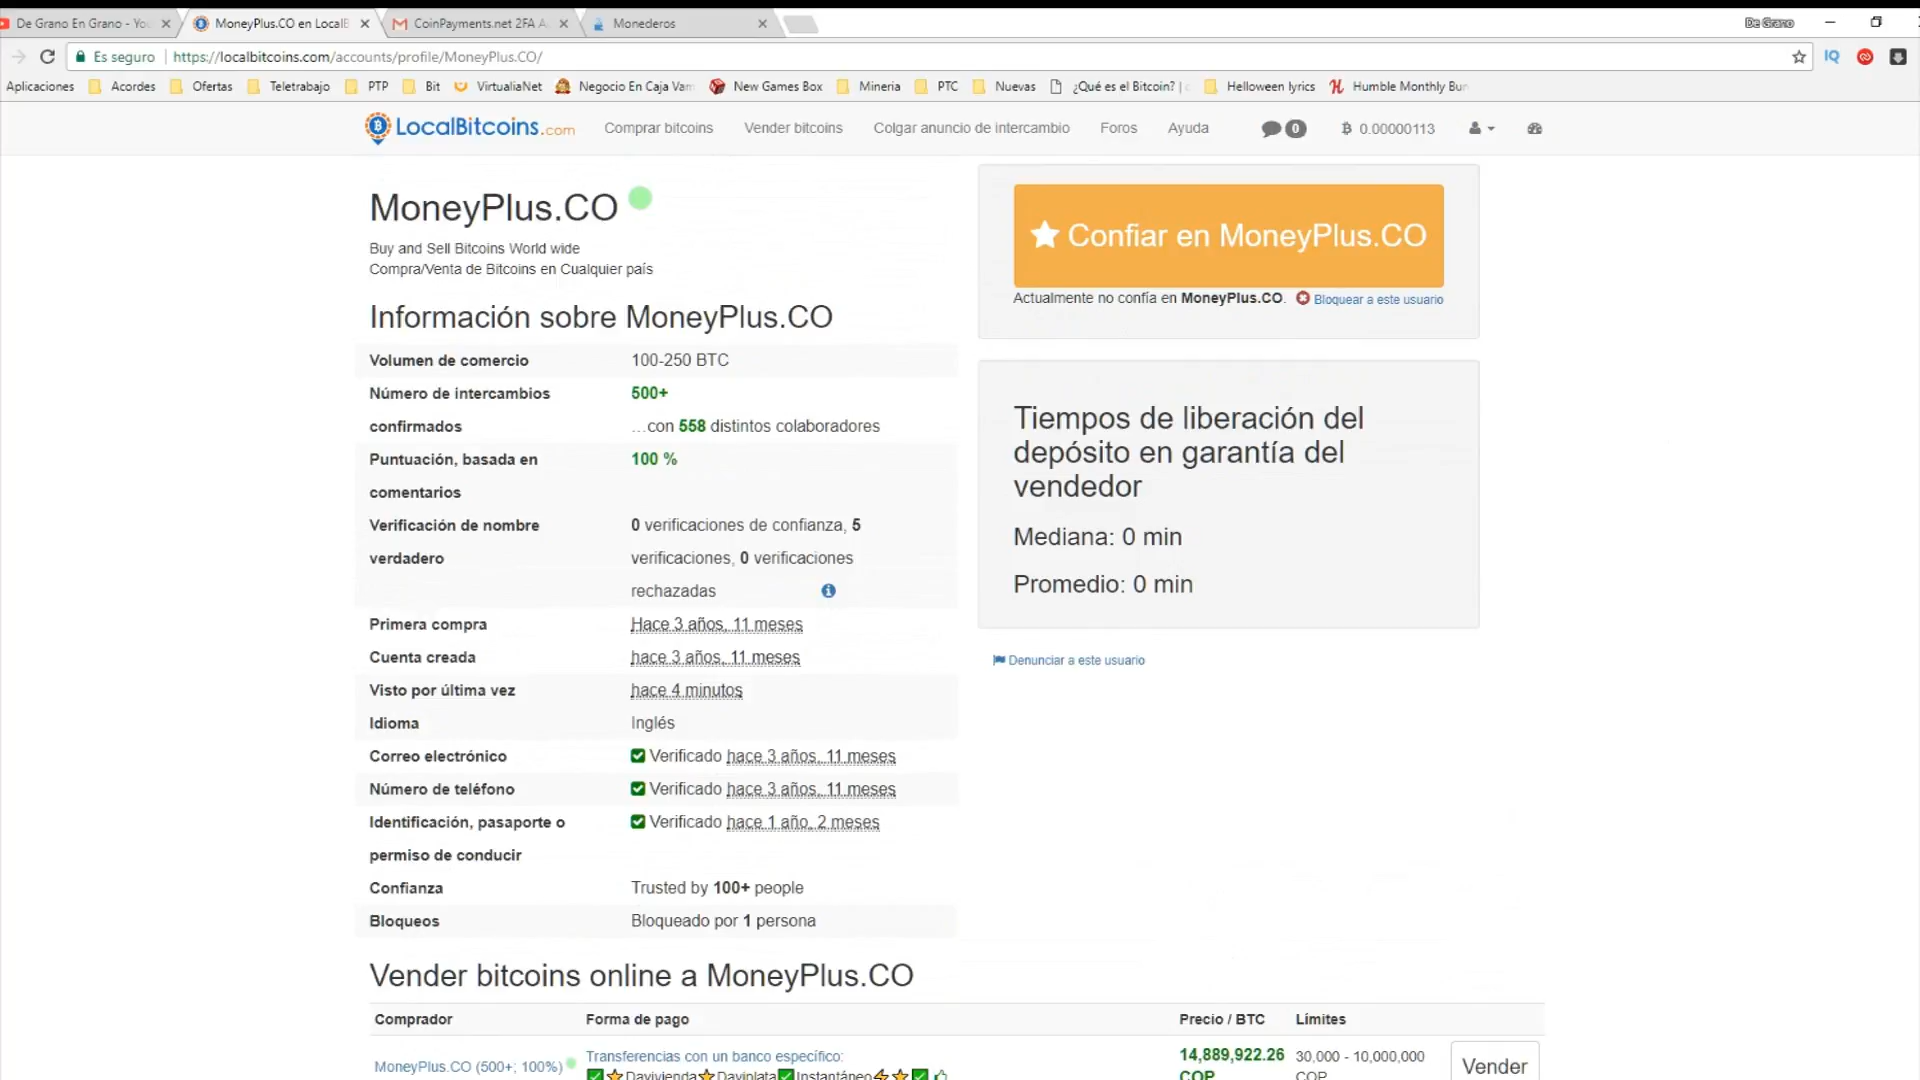 De Grano En Grano - Yo
MoneyPlus.CO en LocalB
CoinPayments.net 2FA A
Monederos
De Grano
Es seguro
https://localbitcoins.com/accounts/profile/MoneyPlus.CO/
Aplicaciones
Acordes
Ofertas
Teletrabajo
PTP
Bit
VirtualiaNet
Negocio En Caja Vam
New Games Box
Mineria
PTC
Nuevas
¿Qué es el Bitcoin? |
Helloween lyrics
Humble Monthly Bun
LocalBitcoins.com
Comprar bitcoins
Vender bitcoins
Colgar anuncio de intercambio
Foros
Ayuda
0
0.00000113
MoneyPlus.CO
Buy and Sell Bitcoins World wide
Compra/Venta de Bitcoins en Cualquier país
Información sobre MoneyPlus.CO
Volumen de comercio 100-250 BTC
Número de intercambios 500+
confirmados …con 558 distintos colaboradores
Puntuación, basada en 100 %
comentarios
Verificación de nombre 0 verificaciones de confianza, 5
verdadero verificaciones, 0 verificaciones
rechazadas
Primera compra Hace 3 años, 11 meses
Cuenta creada hace 3 años, 11 meses
Visto por última vez hace 4 minutos
Idioma Inglés
Correo electrónico Verificado hace 3 años, 11 meses
Número de teléfono Verificado hace 3 años, 11 meses
Identificación, pasaporte o Verificado hace 1 año, 2 meses
permiso de conducir
Confianza Trusted by 100+ people
Bloqueos Bloqueado por 1 persona
Confiar en MoneyPlus.CO
Actualmente no confía en MoneyPlus.CO. Bloquear a este usuario
Tiempos de liberación del
depósito en garantía del
vendedor
Mediana: 0 min
Promedio: 0 min
Denunciar a este usuario
Vender bitcoins online a MoneyPlus.CO
Comprador Forma de pago Precio / BTC Límites
MoneyPlus.CO (500+; 100%)
Transferencias con un banco específico:
Davivienda Daviplata Instantáneo
14,889,922.26
COP
30,000 - 10,000,000
COP
Vender